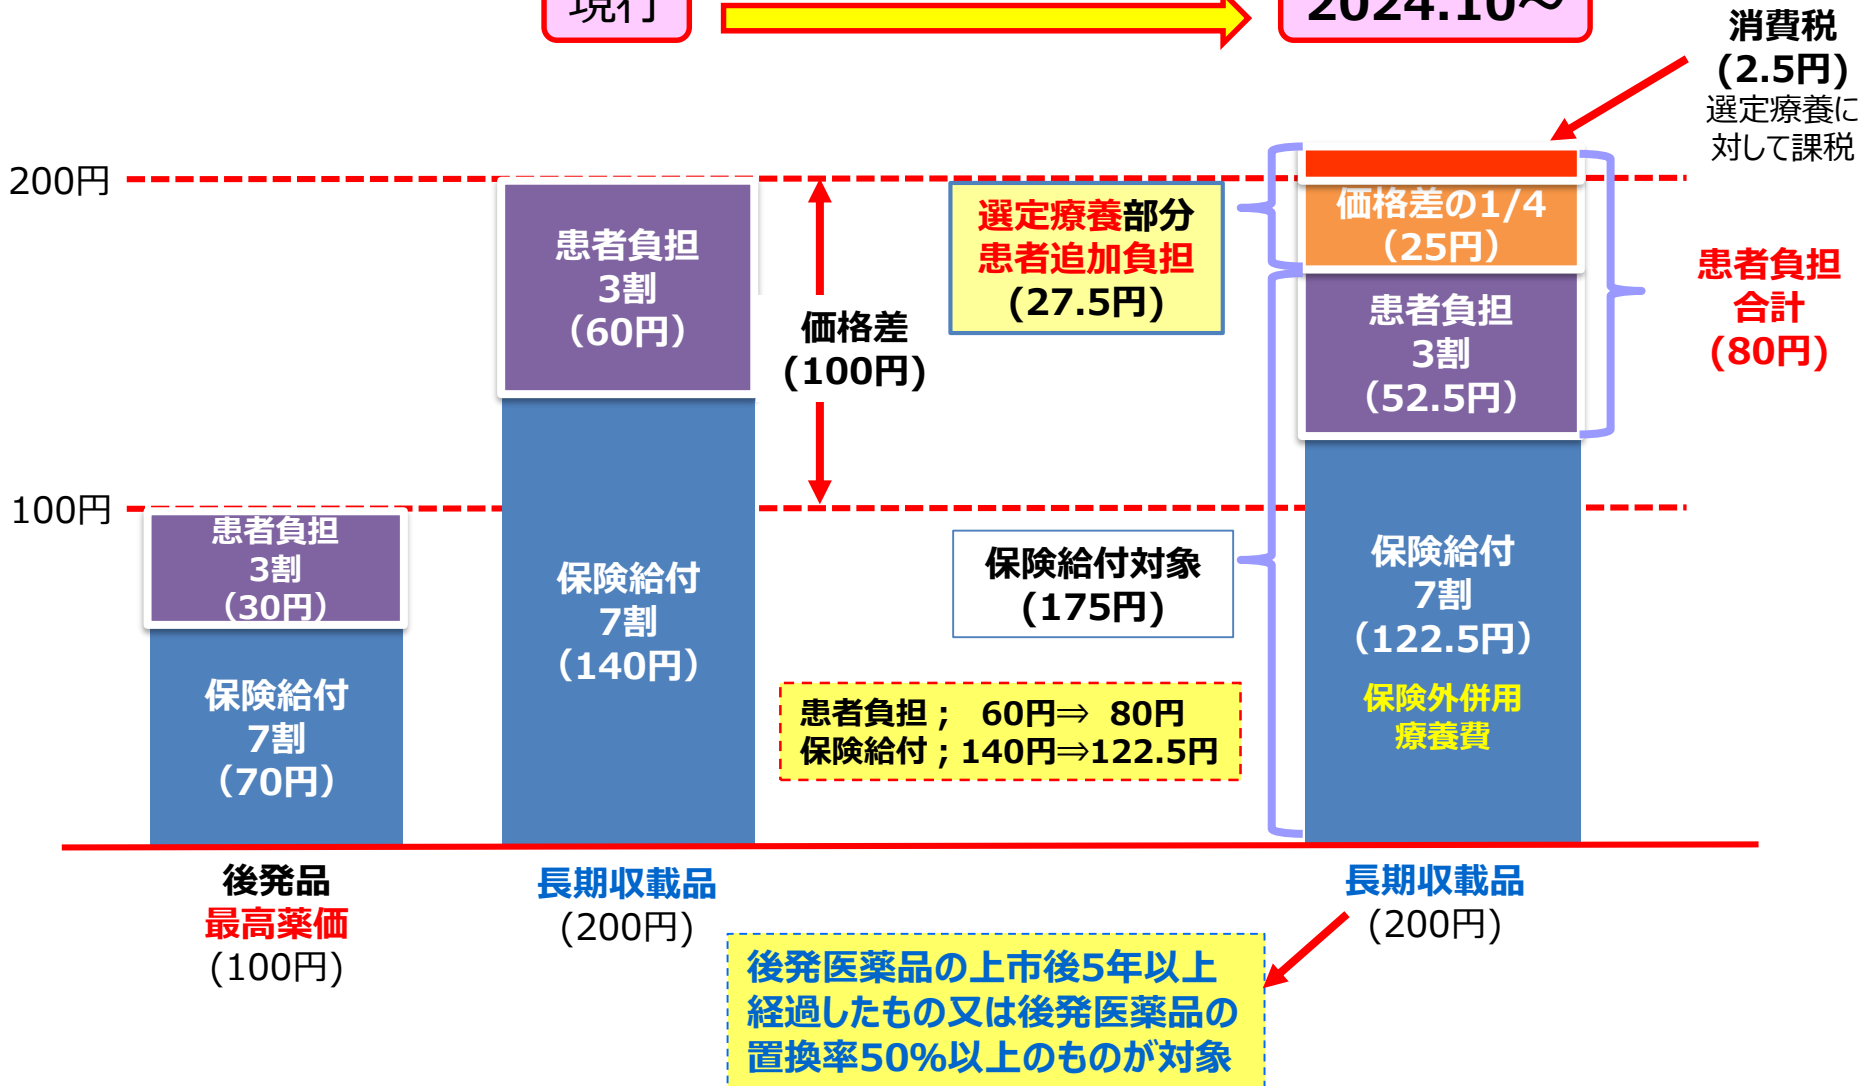 現行
2024.10～
消費税
(2.5円)
選定療養に
対して課税
200円
100円
患者負担
3割
（30円）
保険給付
7割
（70円）
後発品
最高薬価
(100円)
患者負担
3割
（60円）
保険給付
7割
（140円）
長期収載品
(200円)
価格差
(100円)
選定療養部分
患者追加負担
(27.5円)
保険給付対象
(175円)
患者負担； 60円⇒ 80円
保険給付；140円⇒122.5円
価格差の1/4
（25円）
患者負担
3割
（52.5円）
保険給付
7割
（122.5円）
保険外併用
療養費
長期収載品
(200円)
患者負担
合計
(80円)
後発医薬品の上市後5年以上
経過したもの又は後発医薬品の
置換率50%以上のものが対象